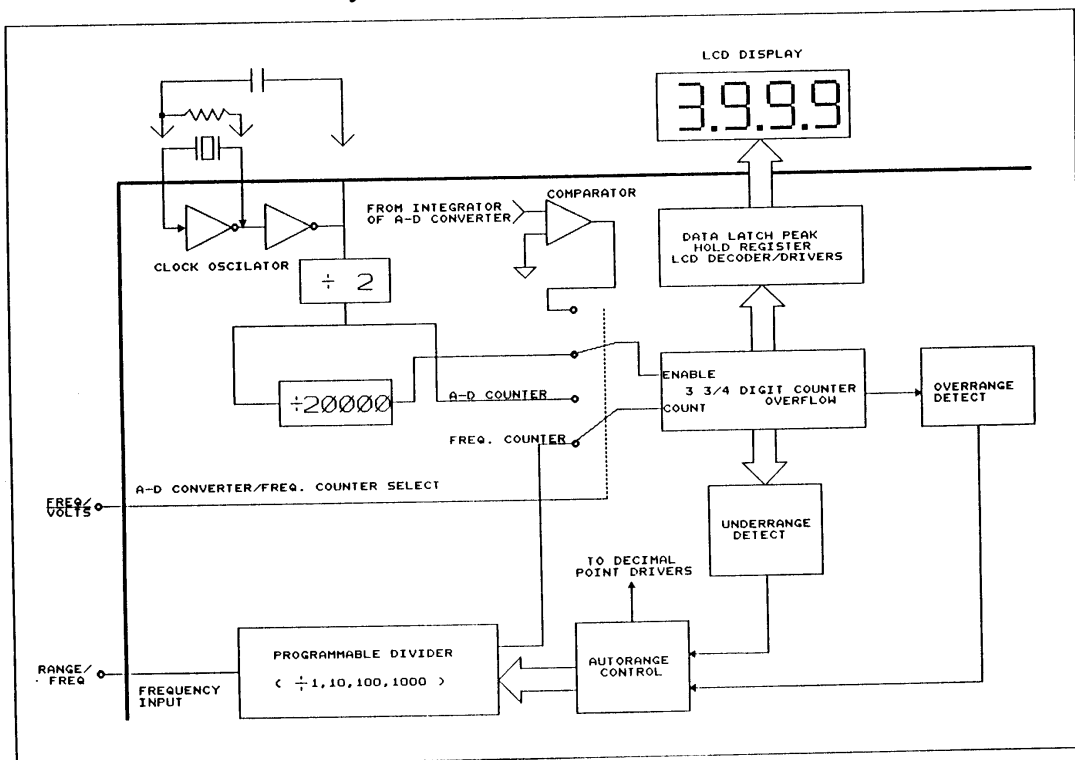 LCD DISPLAY
3.9.9.9
COMPARATOR
FROM INTEGRATOR
OF A-D CONVERTER
DATA LATCH PEAK
HOLD REGISTER
LCD DECODER/DRIVERS
CLOCK OSCILATOR
÷ 2
÷20000
A-D COUNTER
FREQ. COUNTER
ENABLE
3 3/4 DIGIT COUNTER
OVERFLOW
COUNT
OVERRANGE
DETECT
A-D CONVERTER/FREQ. COUNTER SELECT
FREQ/
VOLTS
UNDERRANGE
DETECT
TO DECIMAL
POINT DRIVERS
PROGRAMMABLE DIVIDER
( ÷1,10,100,1000 )
AUTORANGE
CONTROL
RANGE/
FREQ
FREQUENCY
INPUT